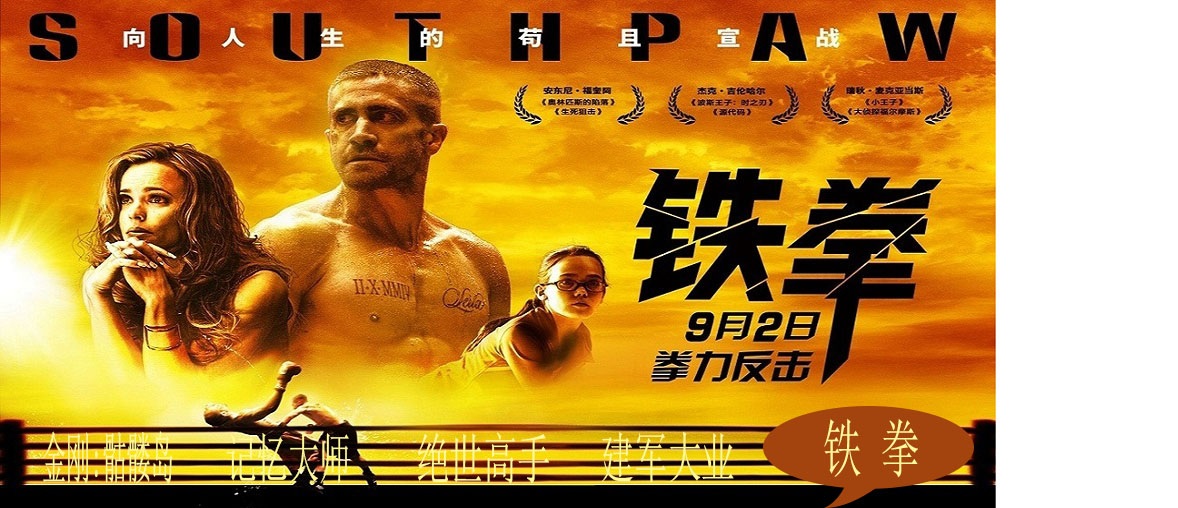 SOUTHPAW
向人生的苟且宣战
安东尼·福奎阿
《奥林匹斯的陷落》
《生死狙击》
杰克·吉伦哈尔
《波斯王子:时之刃》
《源代码》
瑞秋·麦克亚当斯
《小王子》
《大侦探福尔摩斯》
铁拳
9月2日
拳力反击
II·X·MMIV
Leila
金刚:骷髅岛
记忆大师
绝世高手
建军大业
铁拳